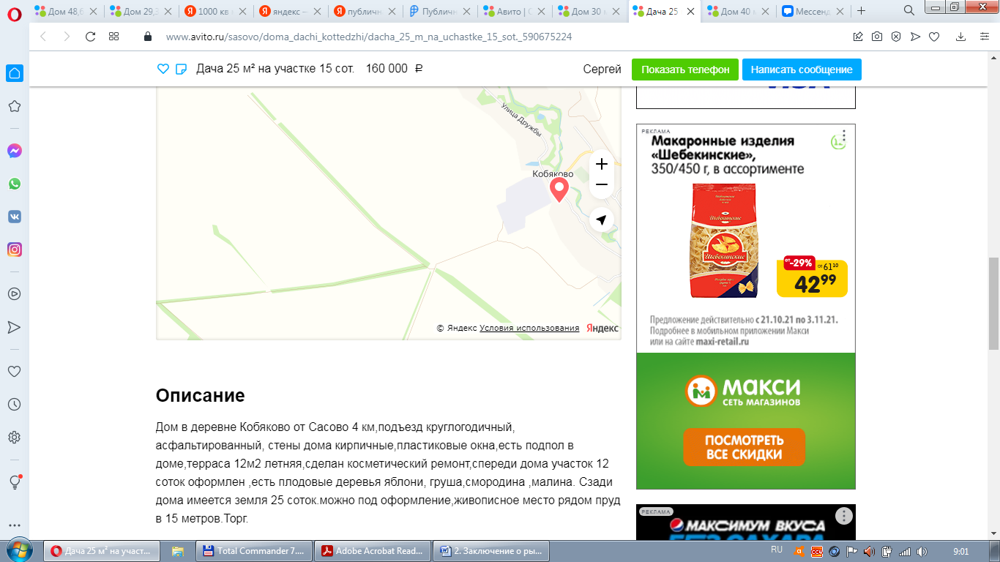 Дом 48,6
Дом 29,3
1000 кв
яндекс —
публичн
Публичн
Авито | С
Дом 30 м
Дача 25
Дом 40 м
Мессенд
www.avito.ru/sasovo/doma_dachi_kottedzhi/dacha_25_m_na_uchastke_15_sot._590675224
Дача 25 м² на участке 15 сот. 160 000 ₽
Сергей
Показать телефон
Написать сообщение
Улица Дружбы
Кобяково
© Яндекс Условия использования Яндекс
РЕКЛАМА
Макаронные изделия
«Шебекинские»,
350/450 г, в ассортименте
Шебекинские
Шебекинские
от -29%
от 61 10
42 99
Предложение действительно с 21.10.21 по 3.11.21.
Подробнее в мобильном приложении Макси
или на сайте maxi-retail.ru
МАКСИ
СЕТЬ МАГАЗИНОВ
ПОСМОТРЕТЬ
ВСЕ СКИДКИ
Описание
Дом в деревне Кобяково от Сасово 4 км,подъезд круглогодичный,
асфальтированный, стены дома кирпичные,пластиковые окна,есть подпол в
доме,терраса 12м2 летняя,сделан косметический ремонт,спереди дома участок 12
соток оформлен ,есть плодовые деревья яблони, груша,смородина ,малина. Сзади
дома имеется земля 25 соток.можно под оформление,живописное место рядом пруд
в 15 метров.Торг.
РЕКЛАМА
МАКСИМУМ ВКУСА
БЕЗ САХАРА
Дача 25 м² на участ...
Total Commander 7....
Adobe Acrobat Read...
2. Заключение о ры...
RU
9:01